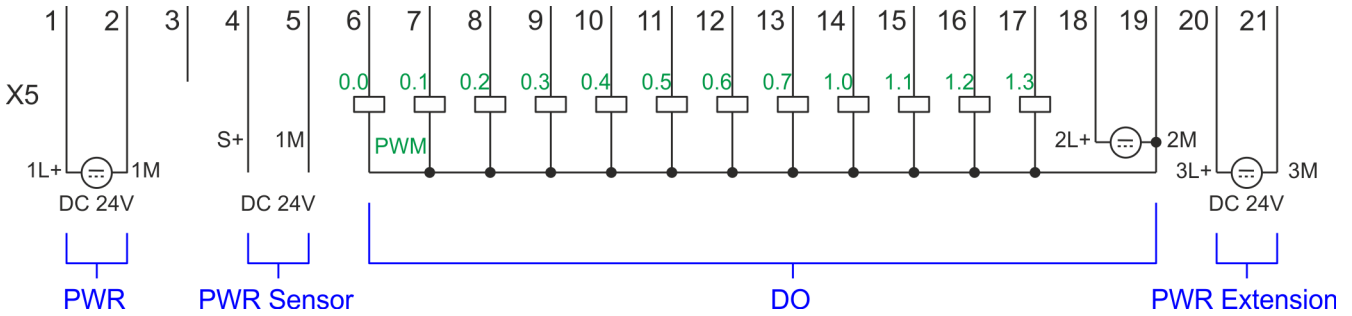 1 2 3 4 5 6 7 8 9 10 11 12 13 14 15 16 17 18 19 20 21
0.0 0.1 0.2 0.3 0.4 0.5 0.6 0.7 1.0 1.1 1.2 1.3
X5
S+ 1M PWM 2L+ 2M
1L+ 1M 3L+ 3M
DC 24V DC 24V DC 24V
PWR PWR Sensor DO PWR Extension